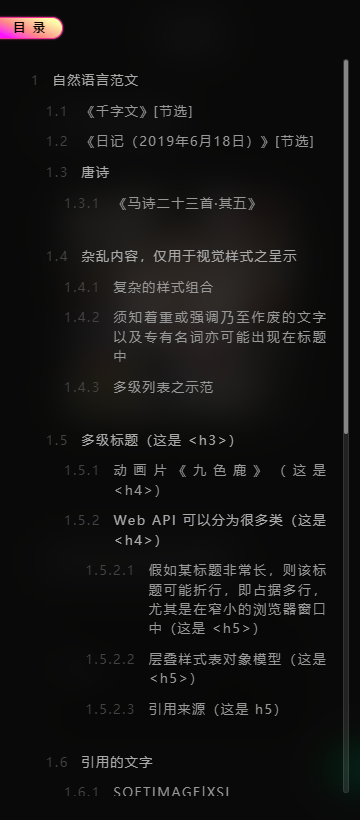 目 录
1 自然语言范文
1.1 《千字文》[节选]
1.2 《日记（2019年6月18日）》[节选]
1.3 唐诗
1.3.1 《马诗二十三首·其五》
1.4 杂乱内容，仅用于视觉样式之呈示
1.4.1 复杂的样式组合
1.4.2 须知着重或强调乃至作废的文字
以及专有名词亦可能出现在标题
中
1.4.3 多级列表之示范
1.5 多级标题（这是 <h3>）
1.5.1 动画片《九色鹿》（这是
<h4>）
1.5.2 Web API 可以分为很多类（这是
<h4>）
1.5.2.1 假如某标题非常长，则该标
题可能折行，即占据多行，
尤其是在窄小的浏览器窗口
中（这是 <h5>）
1.5.2.2 层叠样式表对象模型（这是
<h5>）
1.5.2.3 引用来源（这是 h5）
1.6 引用的文字
1.6.1 SOFTIMAGE|XSI